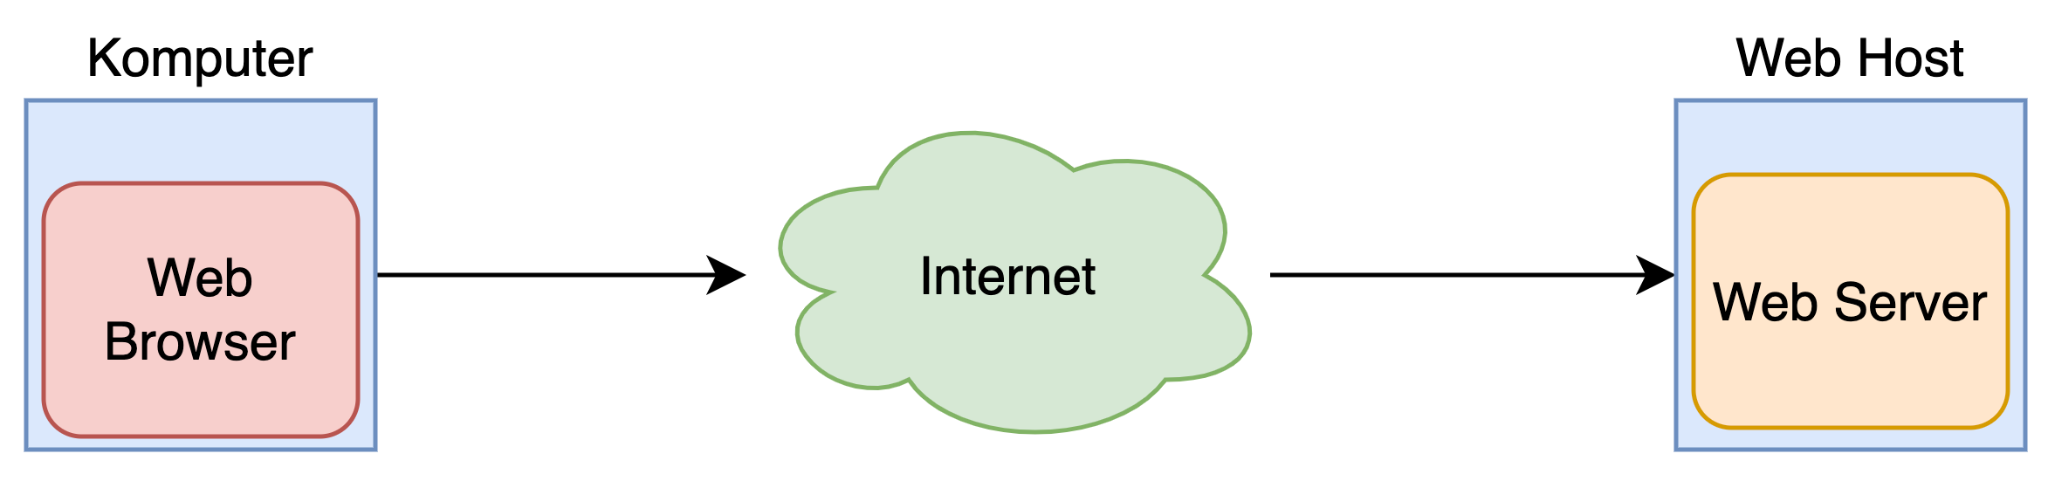 Komputer
Web
Browser
Internet
Web Host
Web Server